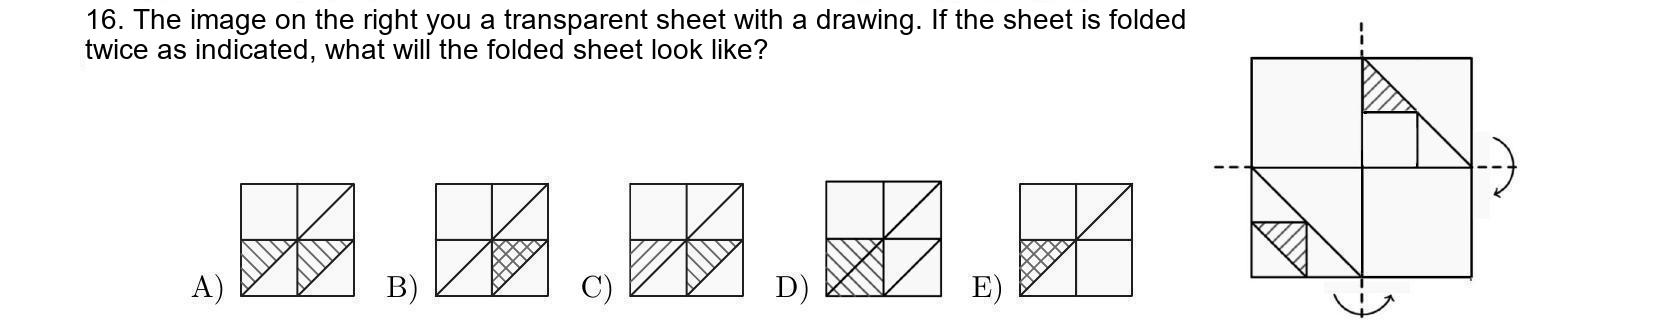 16. The image on the right you a transparent sheet with a drawing. If the sheet is folded
twice as indicated, what will the folded sheet look like?
A) B) C) D) E)